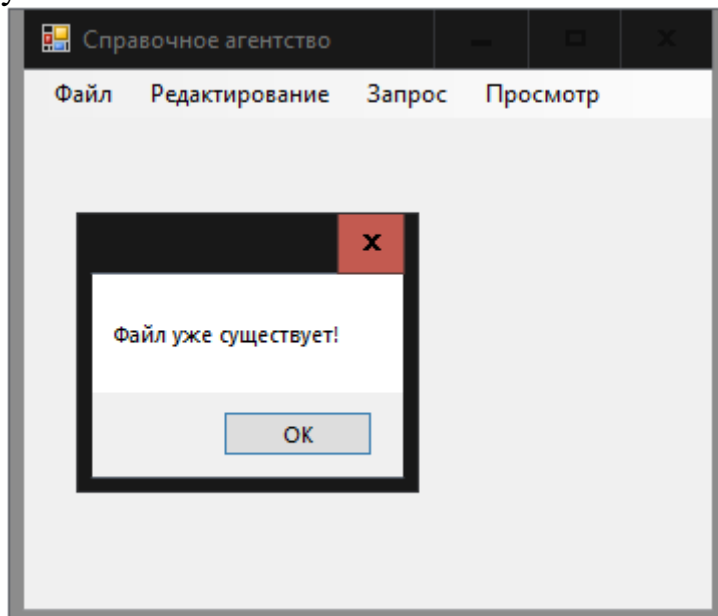 Справочное агентство
Файл Редактирование Запрос Просмотр
Файл уже существует!
OK